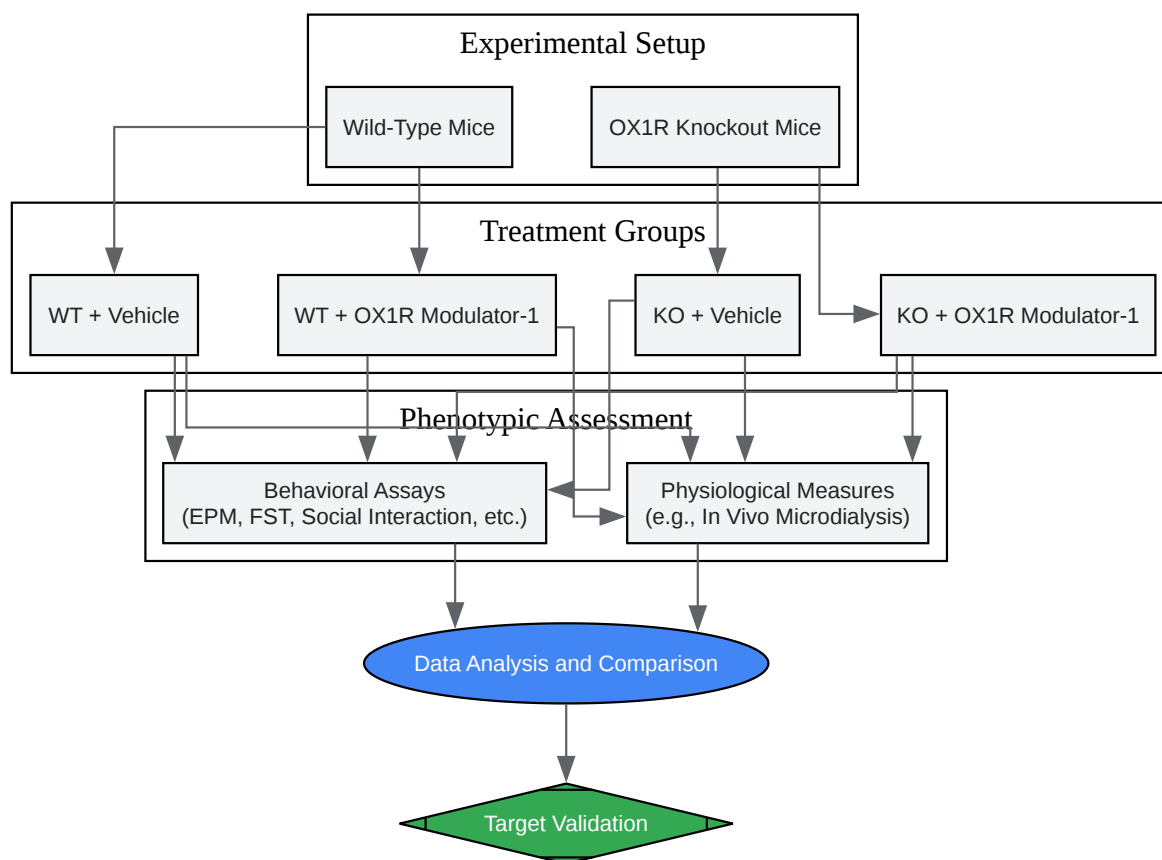 Experimental Setup
Wild-Type Mice
OX1R Knockout Mice
Treatment Groups
WT + Vehicle
WT + OX1R Modulator-1
KO + Vehicle
KO + OX1R Modulator-1
Phenotypic Assessment
Behavioral Assays
(EPM, FST, Social Interaction, etc.)
Physiological Measures
(e.g., In Vivo Microdialysis)
Data Analysis and Comparison
Target Validation